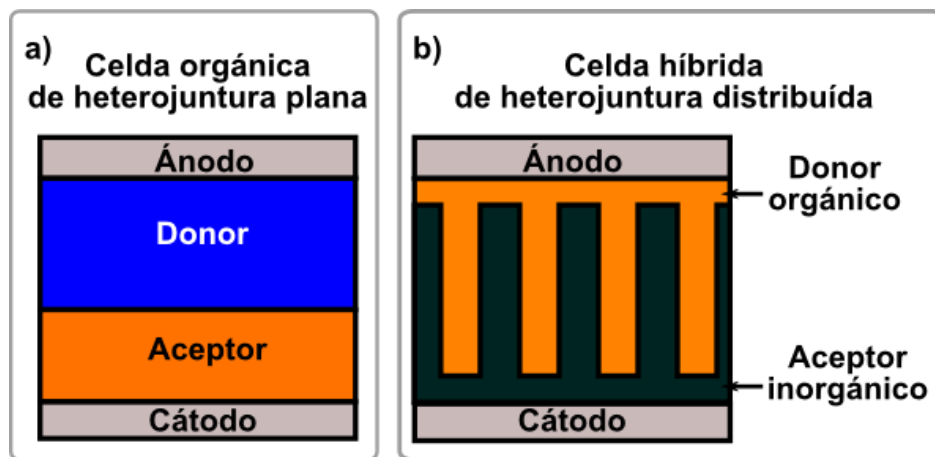 a)
Celda orgánica
de heterojuntura plana
Ánodo
Donor
Aceptor
Cátodo
b)
Celda híbrida
de heterojuntura distribuída
Ánodo
Donor
orgánico
Aceptor
inorgánico
Cátodo